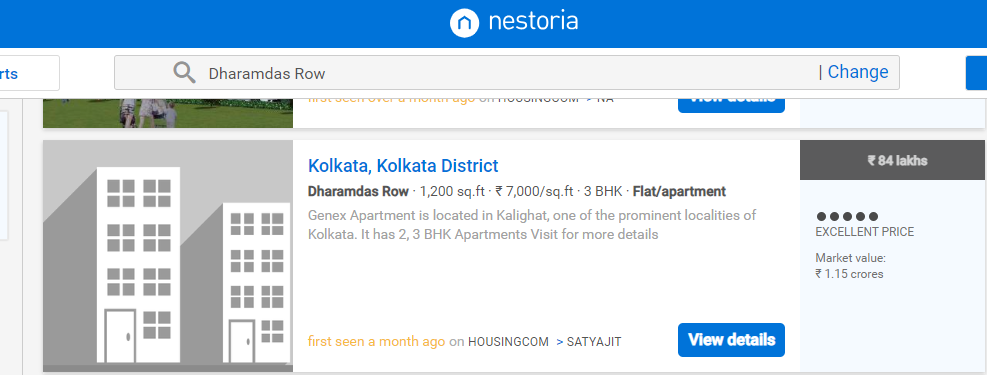 nestoria
rts
Dharamdas Row
| Change
first seen over a month ago on HOUSINGCOM > NA
View details
Kolkata, Kolkata District
₹ 84 lakhs
Dharamdas Row · 1,200 sq.ft · ₹ 7,000/sq.ft · 3 BHK · Flat/apartment
Genex Apartment is located in Kalighat, one of the prominent localities of
Kolkata. It has 2, 3 BHK Apartments Visit for more details
EXCELLENT PRICE
Market value:
₹ 1.15 crores
first seen a month ago on HOUSINGCOM > SATYAJIT
View details